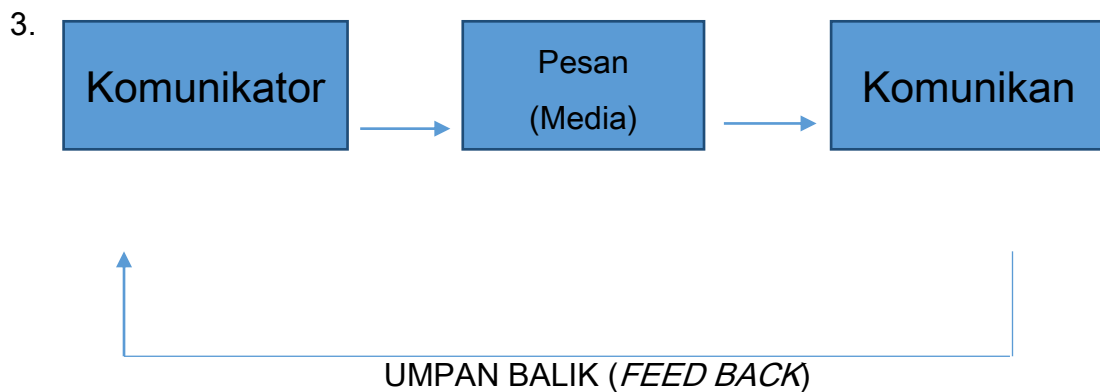 3.
Komunikator
Pesan
(Media)
Komunikan
UMPAN BALIK (FEED BACK)